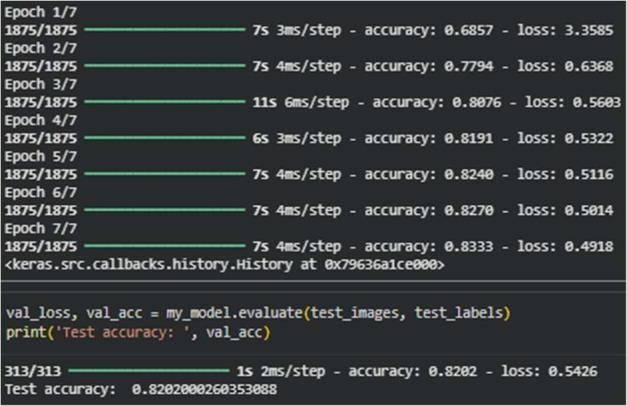 Epoch 1/7
1875/1875 ━━━━━━━━━━━━━━━━━━━━ 7s 3ms/step - accuracy: 0.6857 - loss: 3.3585
Epoch 2/7
1875/1875 ━━━━━━━━━━━━━━━━━━━━ 7s 4ms/step - accuracy: 0.7794 - loss: 0.6368
Epoch 3/7
1875/1875 ━━━━━━━━━━━━━━━━━━━━ 11s 6ms/step - accuracy: 0.8076 - loss: 0.5603
Epoch 4/7
1875/1875 ━━━━━━━━━━━━━━━━━━━━ 6s 3ms/step - accuracy: 0.8191 - loss: 0.5322
Epoch 5/7
1875/1875 ━━━━━━━━━━━━━━━━━━━━ 7s 4ms/step - accuracy: 0.8240 - loss: 0.5116
Epoch 6/7
1875/1875 ━━━━━━━━━━━━━━━━━━━━ 7s 4ms/step - accuracy: 0.8270 - loss: 0.5014
Epoch 7/7
1875/1875 ━━━━━━━━━━━━━━━━━━━━ 7s 4ms/step - accuracy: 0.8333 - loss: 0.4918
<keras.src.callbacks.history.History at 0x79636a1ce000>
val_loss, val_acc = my_model.evaluate(test_images, test_labels)
print('Test accuracy: ', val_acc)
313/313 ━━━━━━━━━━━━━━━━━━━━ 1s 2ms/step - accuracy: 0.8202 - loss: 0.5426
Test accuracy:  0.8202000260353088